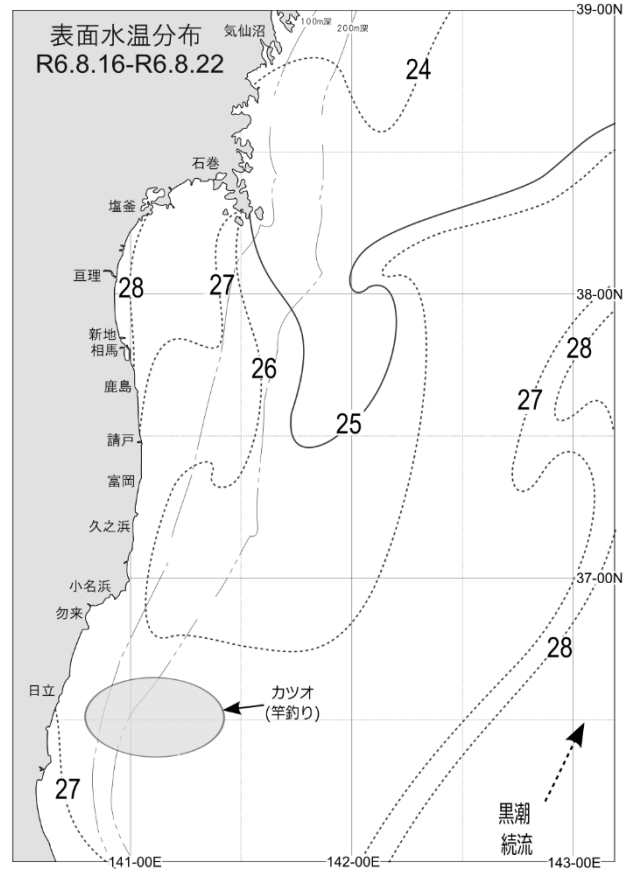 表面水温分布
R6.8.16-R6.8.22
気仙沼
100m深
200m深
39-00N
24
石巻
塩釜
亘理
28
27
38-00N
新地
相馬
鹿島
26
28
27
25
請戸
富岡
久之浜
37-00N
小名浜
勿来
28
日立
カツオ
(竿釣り)
27
黒潮
続流
141-00E
142-00E
143-00E